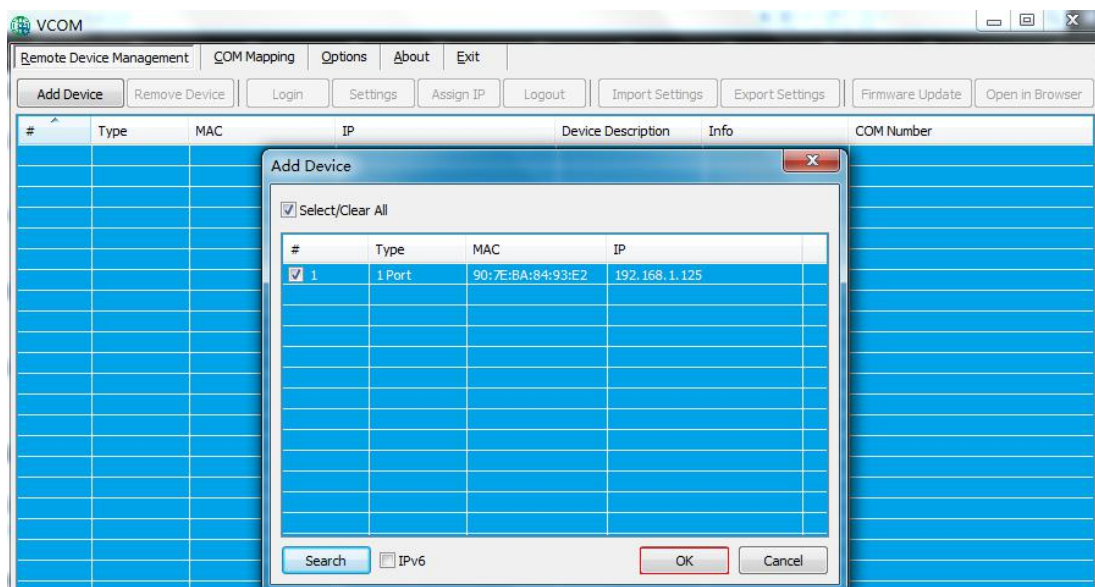 VCOM
Remote Device Management COM Mapping Options About Exit
Add Device Remove Device Login Settings Assign IP Logout Import Settings Export Settings Firmware Update Open in Browser
# Type MAC IP Device Description Info COM Number
Add Device
Select/Clear All
# Type MAC IP
1 1 Port 90:7E:BA:84:93:E2 192.168.1.125
Search IPv6 OK Cancel